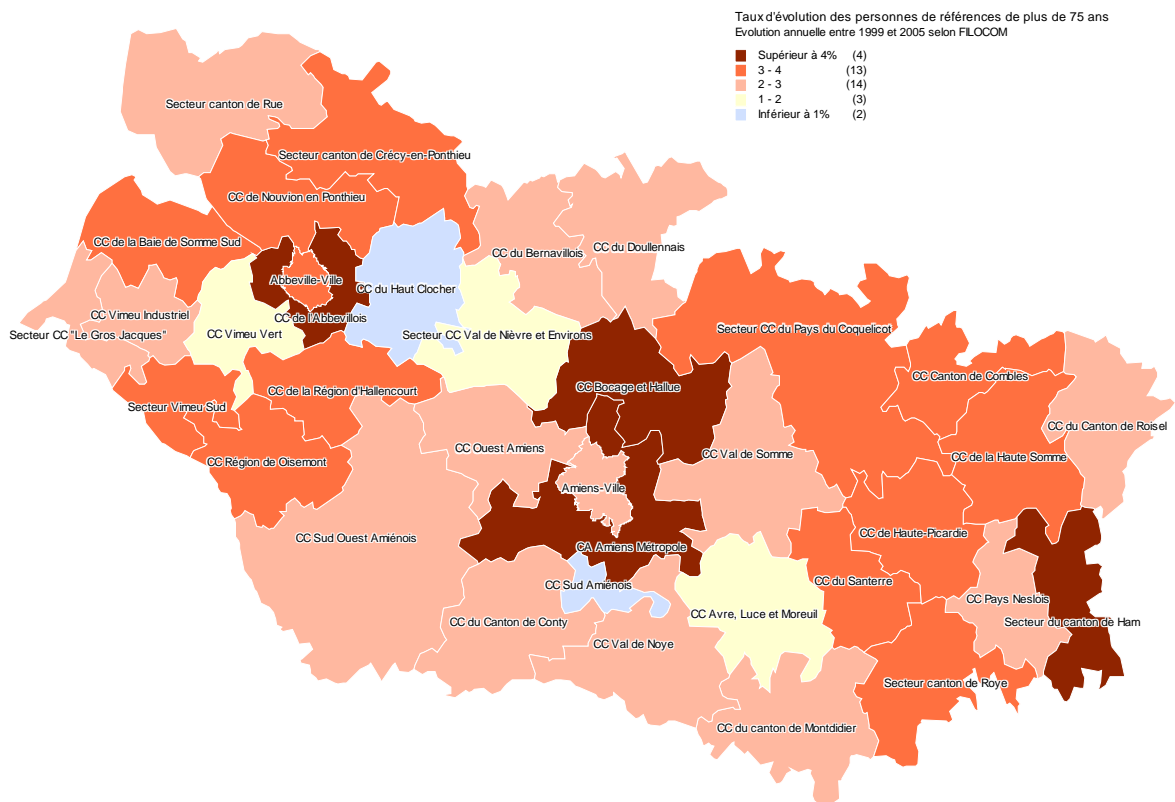 Taux d'évolution des personnes de références de plus de 75 ans
Evolution annuelle entre 1999 et 2005 selon FILOCOM
Supérieur à 4% (4)
3 - 4 (13)
2 - 3 (14)
1 - 2 (3)
Inférieur à 1% (2)
Secteur canton de Rue
Secteur canton de Crécy-en-Ponthieu
CC de Nouvion en Ponthieu
CC de la Baie de Somme Sud
CC du Bernavillois
CC du Doullennais
Abbeville-Ville
CC du Haut Clocher
CC Vimeu Industriel
CC de l'Abbevillois
Secteur CC "Le Gros Jacques"
CC Vimeu Vert
Secteur CC Val de Nièvre et Environs
Secteur CC du Pays du Coquelicot
CC Canton de Combles
CC de la Région d'Hallencourt
CC Bocage et Hallue
Secteur Vimeu Sud
CC du Canton de Roisel
CC Ouest Amiens
CC Val de Somme
CC de la Haute Somme
CC Région de Oisemont
Amiens-Ville
CC Sud Ouest Amiénois
CC de Haute-Picardie
CA Amiens Métropole
CC Sud Amiénois
CC du Santerre
CC Pays Neslois
CC Avre, Luce et Moreuil
CC du Canton de Conty
Secteur du canton de Ham
CC Val de Noye
Secteur canton de Roye
CC du canton de Montdidier